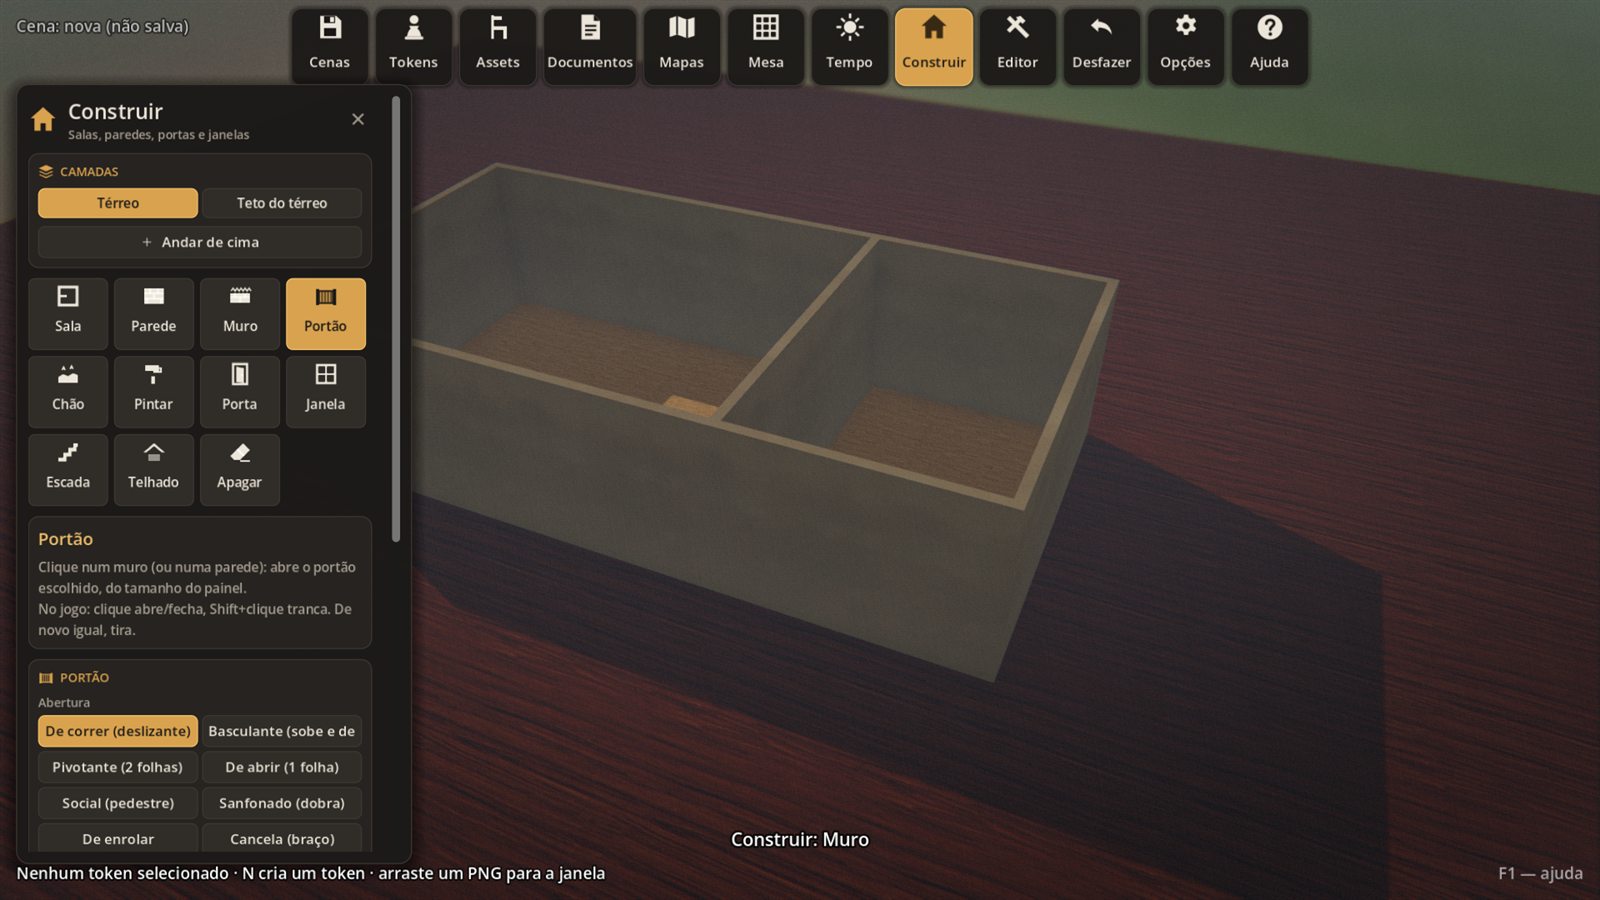 Cena: nova (não salva)
Cenas
Tokens
Assets
Documentos
Mapas
Mesa
Tempo
Construir
Editor
Desfazer
Opções
Ajuda
Construir
Salas, paredes, portas e janelas
CAMADAS
Térreo
Teto do térreo
+ Andar de cima
Sala
Parede
Muro
Portão
Chão
Pintar
Porta
Janela
Escada
Telhado
Apagar
Portão
Clique num muro (ou numa parede): abre o portão
escolhido, do tamanho do painel.
No jogo: clique abre/fecha, Shift+clique tranca. De
novo igual, tira.
PORTÃO
Abertura
De correr (deslizante)
Basculante (sobe e de
Pivotante (2 folhas)
De abrir (1 folha)
Social (pedestre)
Sanfonado (dobra)
De enrolar
Cancela (braço)
Construir: Muro
Nenhum token selecionado · N cria um token · arraste um PNG para a janela
F1 — ajuda